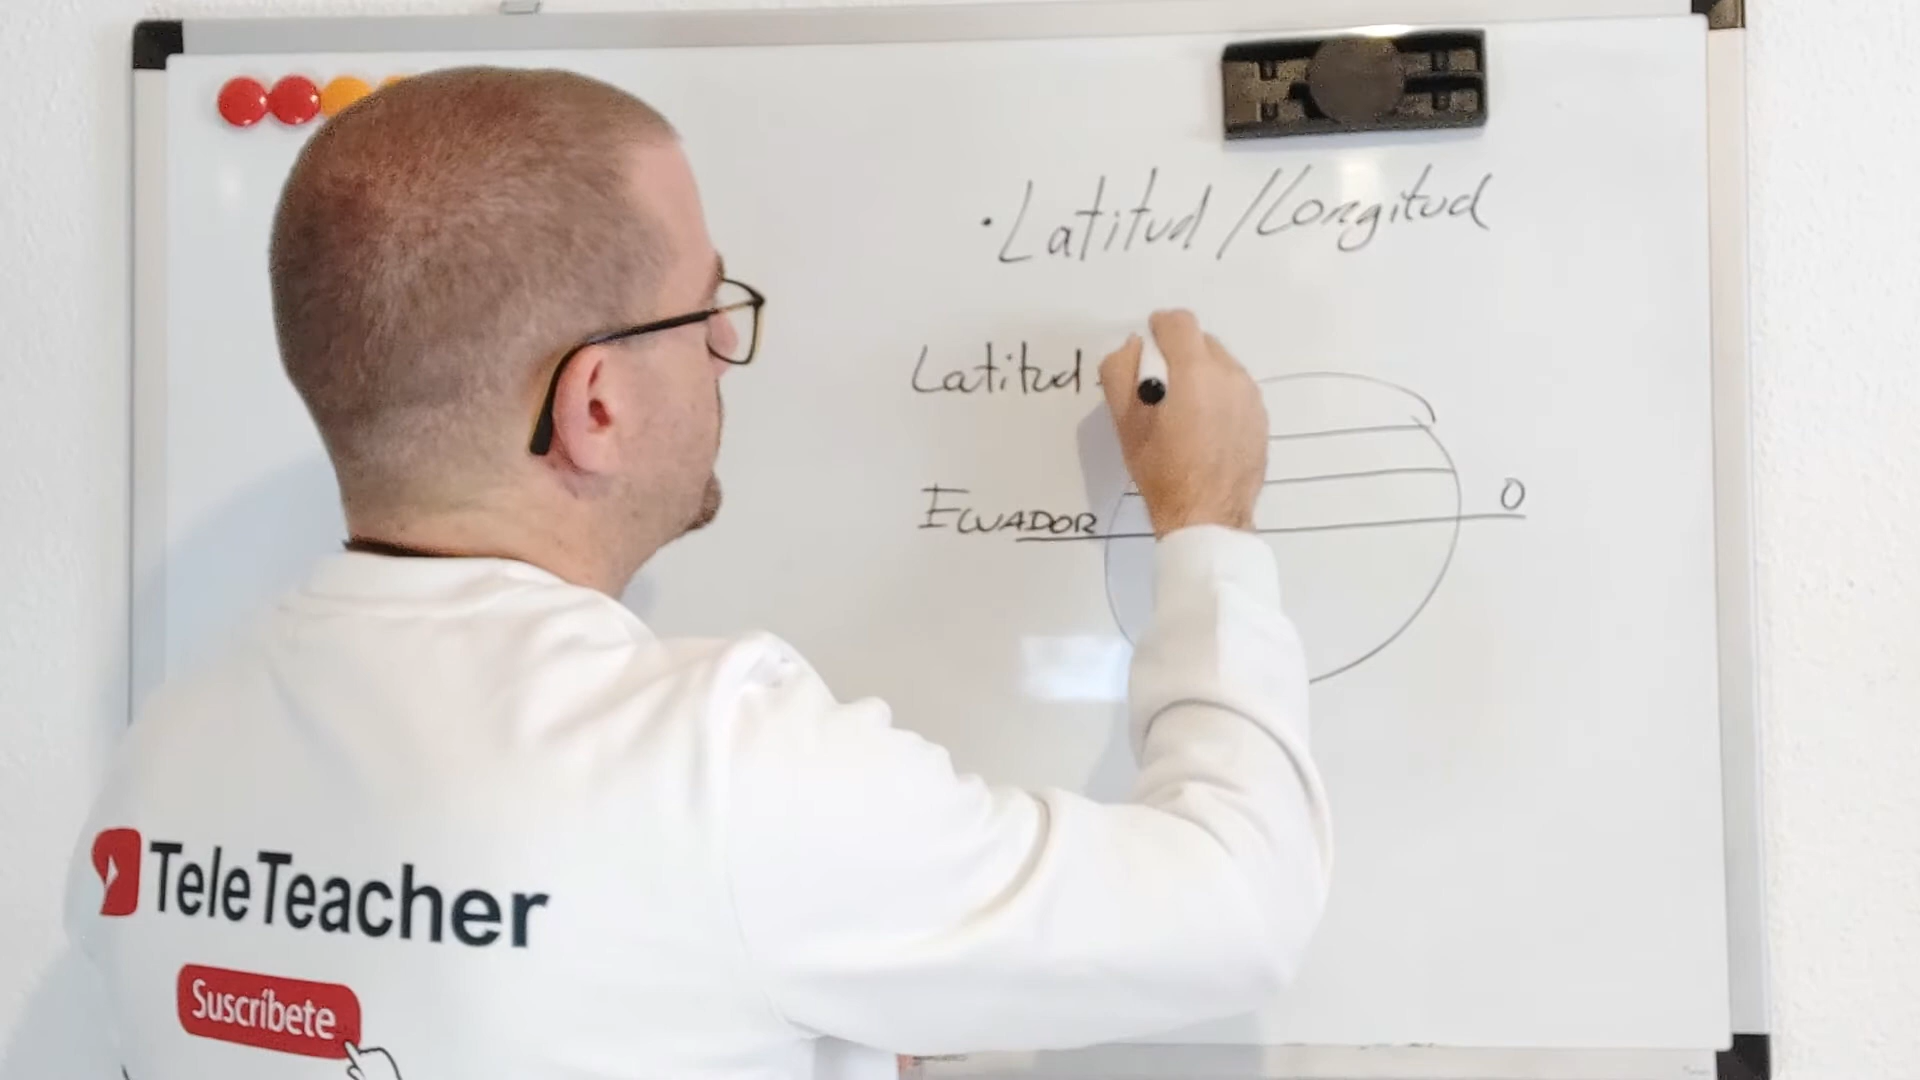 · Latitud / Longitud
Latitud
ECUADOR
0
TeleTeacher
Suscríbete